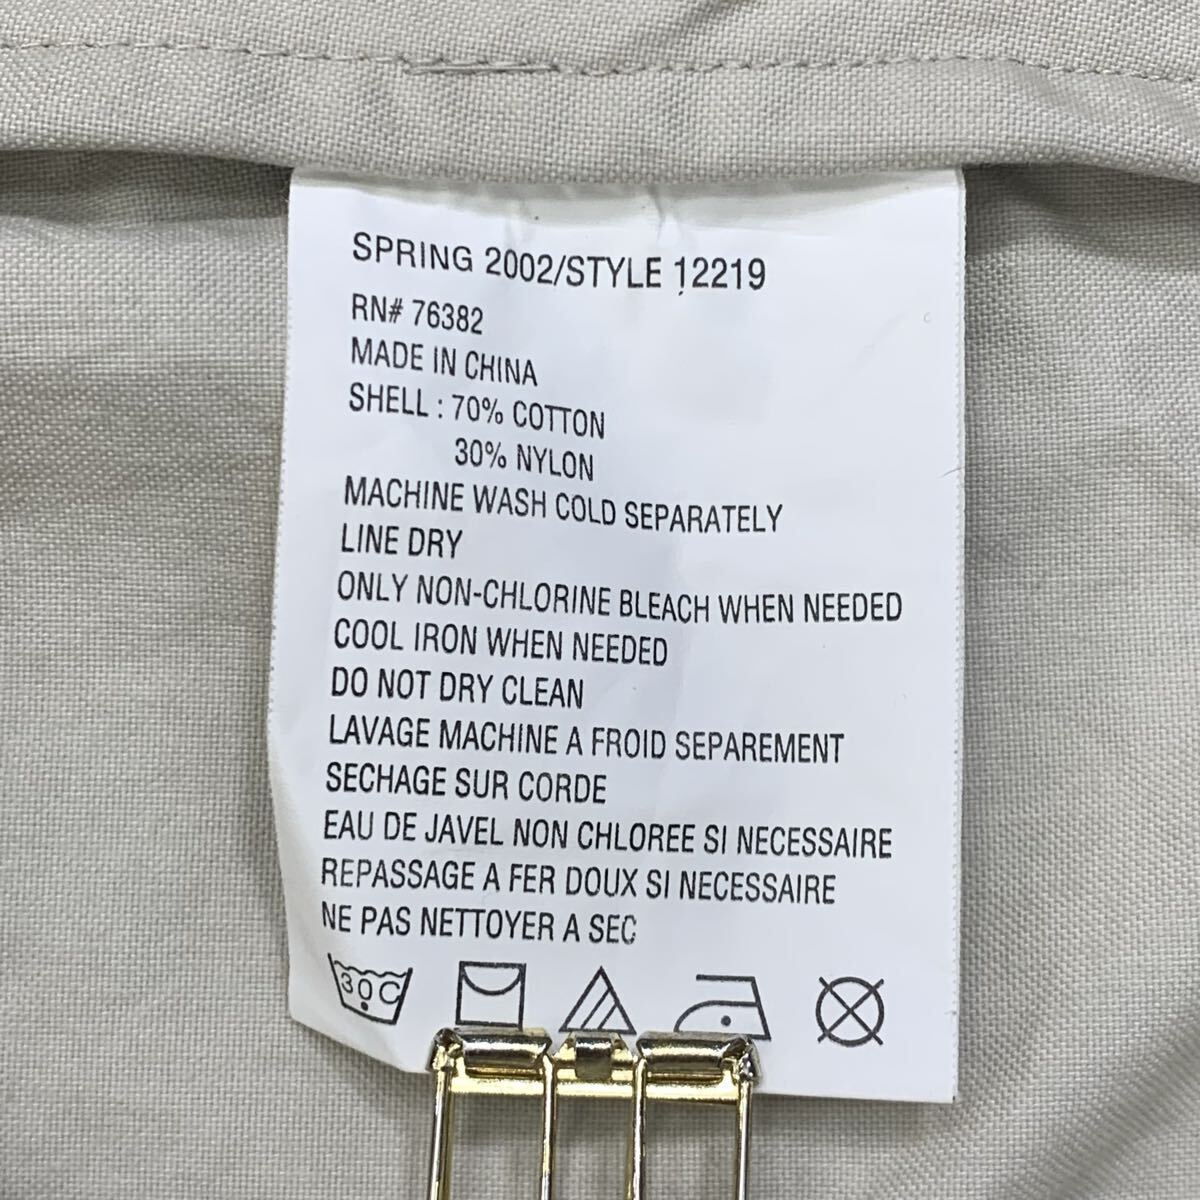 SPRING 2002/STYLE 12219
RN# 76382
MADE IN CHINA
SHELL : 70% COTTON
30% NYLON
MACHINE WASH COLD SEPARATELY
LINE DRY
ONLY NON-CHLORINE BLEACH WHEN NEEDED
COOL IRON WHEN NEEDED
DO NOT DRY CLEAN
LAVAGE MACHINE A FROID SEPAREMENT
SECHAGE SUR CORDE
EAU DE JAVEL NON CHLOREE SI NECESSAIRE
REPASSAGE A FER DOUX SI NECESSAIRE
NE PAS NETTOYER A SEC
30C